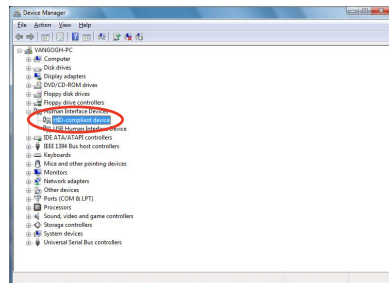 Device Manager
File Action View Help
VANGOGH-PC
Computer
Disk drives
Display adapters
DVD/CD-ROM drives
Floppy disk drives
Floppy drive controllers
Human Interface Devices
HID-compliant device
USB Human Interface Device
IDE ATA/ATAPI controllers
IEEE 1394 Bus host controllers
Keyboards
Mice and other pointing devices
Monitors
Network adapters
Other devices
Ports (COM & LPT)
Processors
Sound, video and game controllers
Storage controllers
System devices
Universal Serial Bus controllers